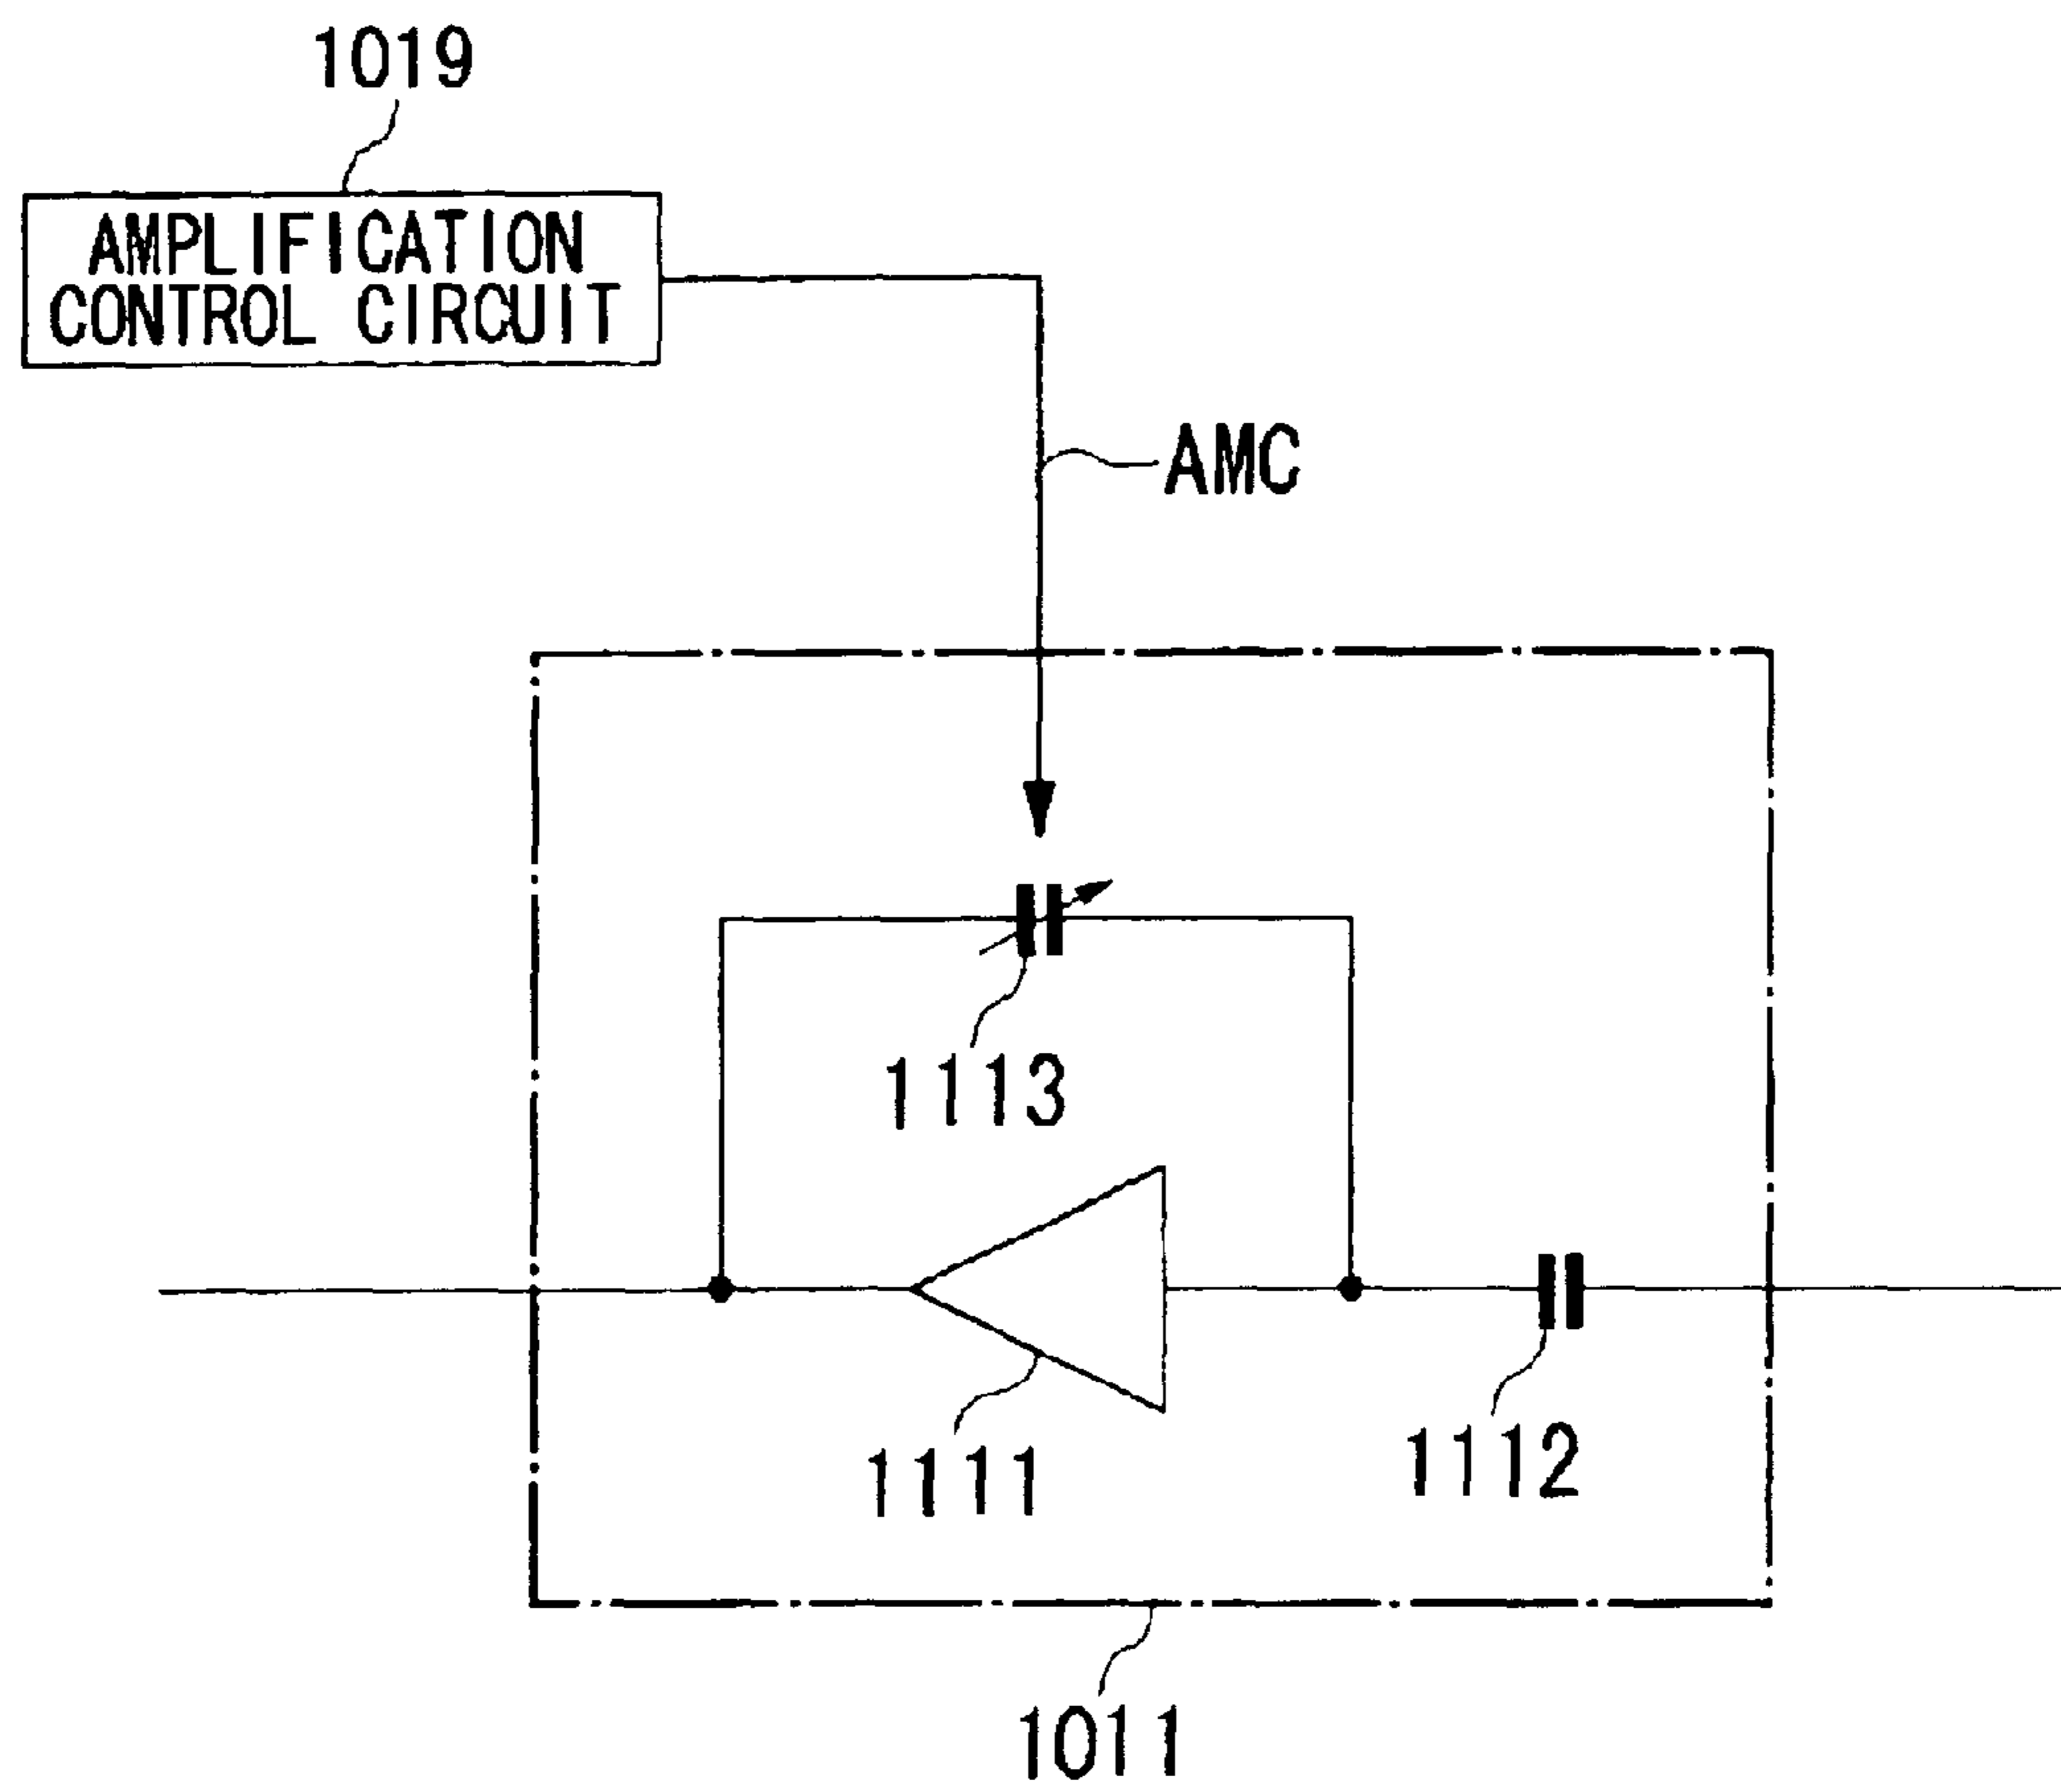 1019
AMPLIFICATION
CONTROL CIRCUIT
AMC
1113
1111
1112
1011